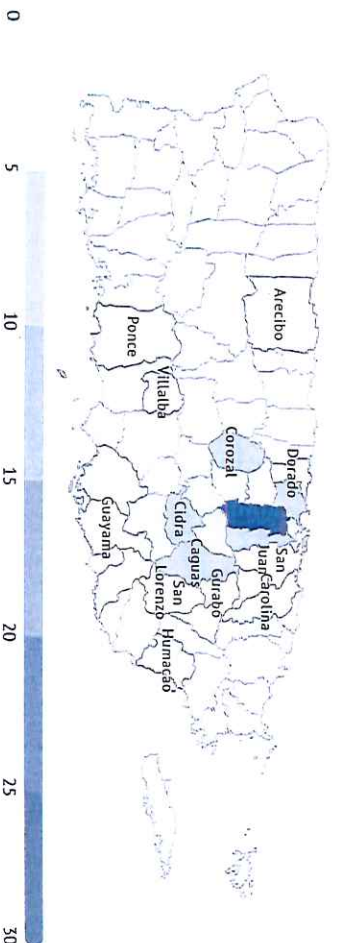 Arecibo
Ponce
Villalba
Corozal
Dorado
San
Juan
Carolina
Cidra
Caguas
Gurabo
San
Lorenzo
Humacao
Guayama
0
5
10
15
20
25
30